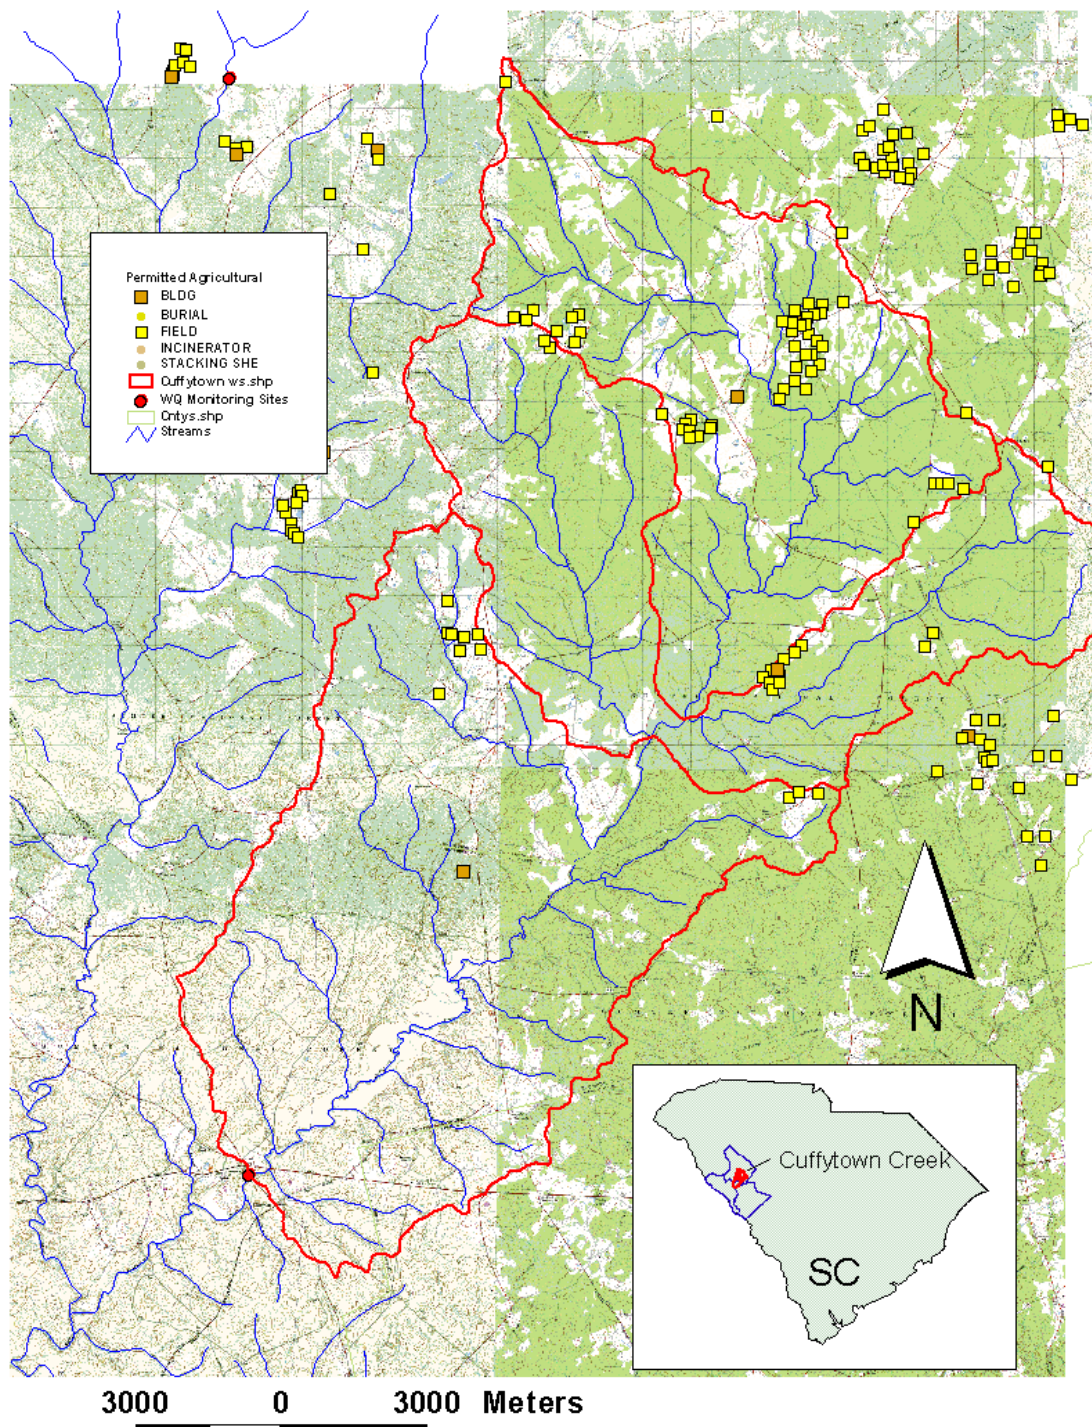 Permitted Agricultural
BLDG
BURIAL
FIELD
INCINERATOR
STACKING SHE
Cuffytown ws.shp
WQ Monitoring Sites
Cntys.shp
Streams
N
Cuffytown Creek
SC
3000 0 3000 Meters